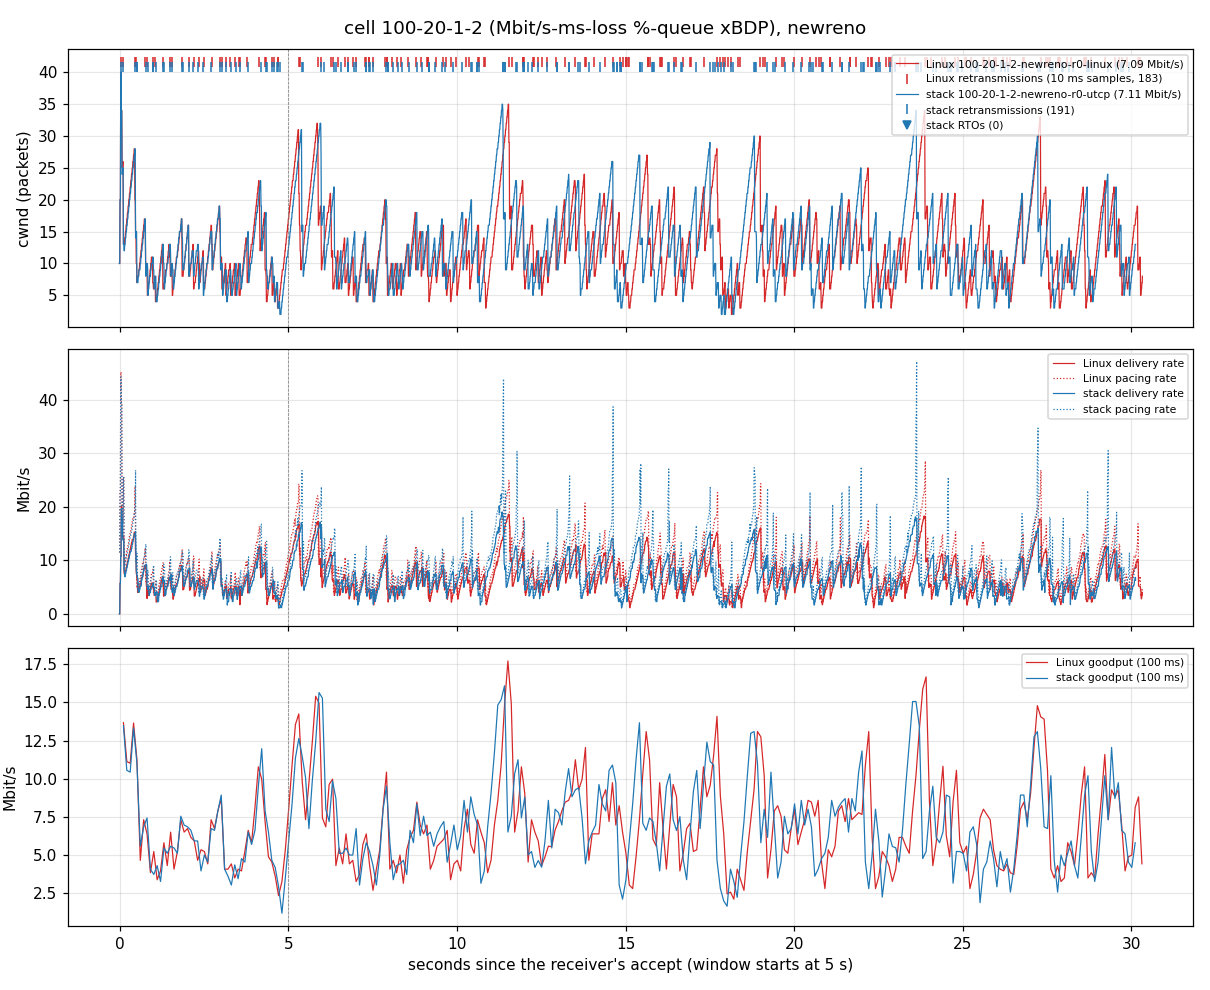 cell 100-20-1-2 (Mbit/s-ms-loss %-queue xBDP), newreno
cwnd (packets)
40
35
30
25
20
15
10
5
Linux 100-20-1-2-newreno-r0-linux (7.09 Mbit/s)
Linux retransmissions (10 ms samples, 183)
stack 100-20-1-2-newreno-r0-utcp (7.11 Mbit/s)
stack retransmissions (191)
stack RTOs (0)
Mbit/s
40
30
20
10
0
Linux delivery rate
Linux pacing rate
stack delivery rate
stack pacing rate
Mbit/s
17.5
15.0
12.5
10.0
7.5
5.0
2.5
Linux goodput (100 ms)
stack goodput (100 ms)
0 5 10 15 20 25 30
seconds since the receiver's accept (window starts at 5 s)